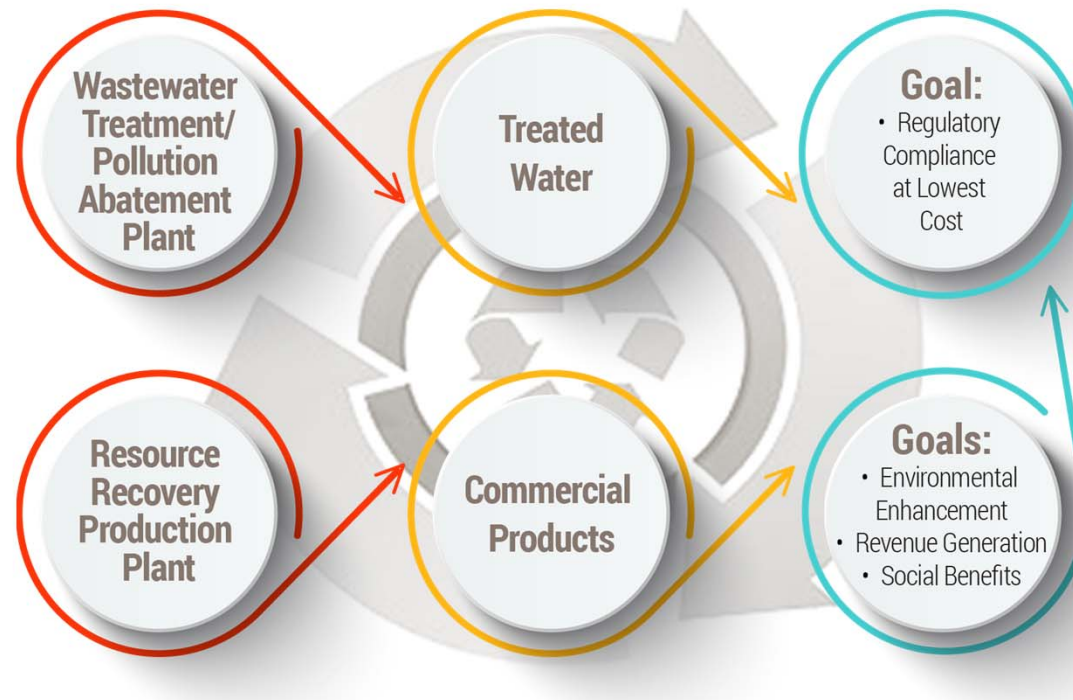 Wastewater
Treatment/
Pollution
Abatement
Plant
Treated
Water
Goal:
• Regulatory
Compliance
at Lowest
Cost
Resource
Recovery
Production
Plant
Commercial
Products
Goals:
• Environmental
Enhancement
• Revenue Generation
• Social Benefits